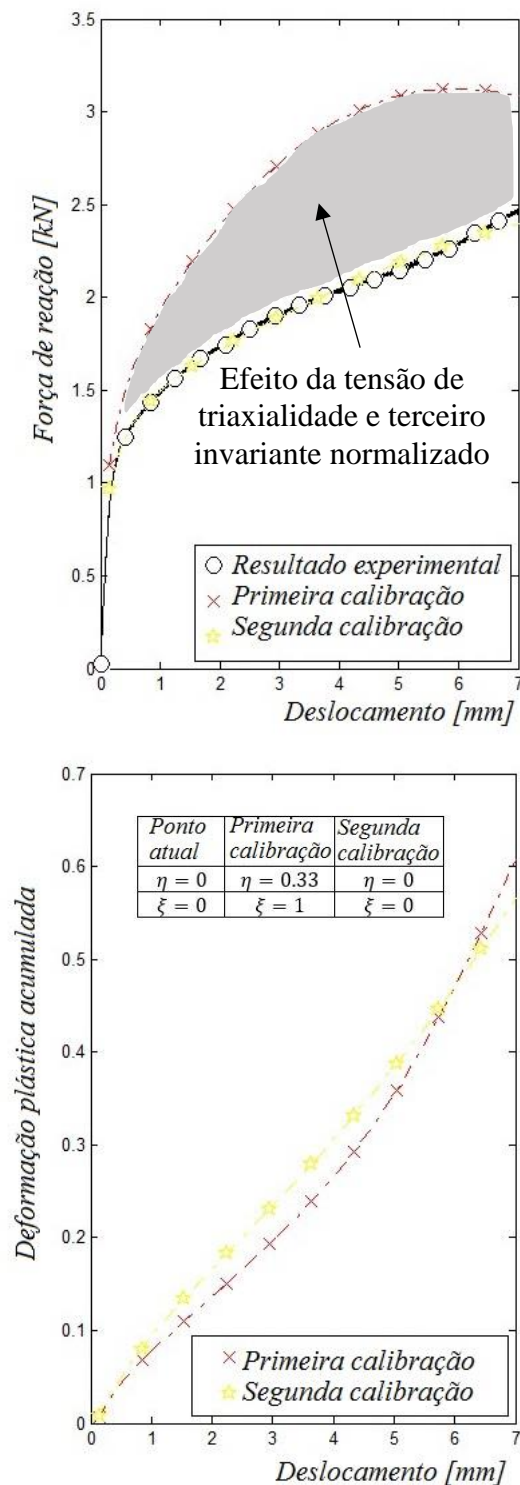 3.5
3
2.5
2
1.5
1
0.5
0
Força de reação [kN]
Efeito da tensão de
triaxialidade e terceiro
invariante normalizado
Resultado experimental
Primeira calibração
Segunda calibração
0 1 2 3 4 5 6 7
Deslocamento [mm]
0.7
0.6
0.5
0.4
0.3
0.2
0.1
0
Deformação plástica acumulada
Ponto Primeira Segunda
atual calibração calibração
η = 0 η = 0.33 η = 0
ξ = 0 ξ = 1 ξ = 0
Primeira calibração
Segunda calibração
0 1 2 3 4 5 6 7
Deslocamento [mm]